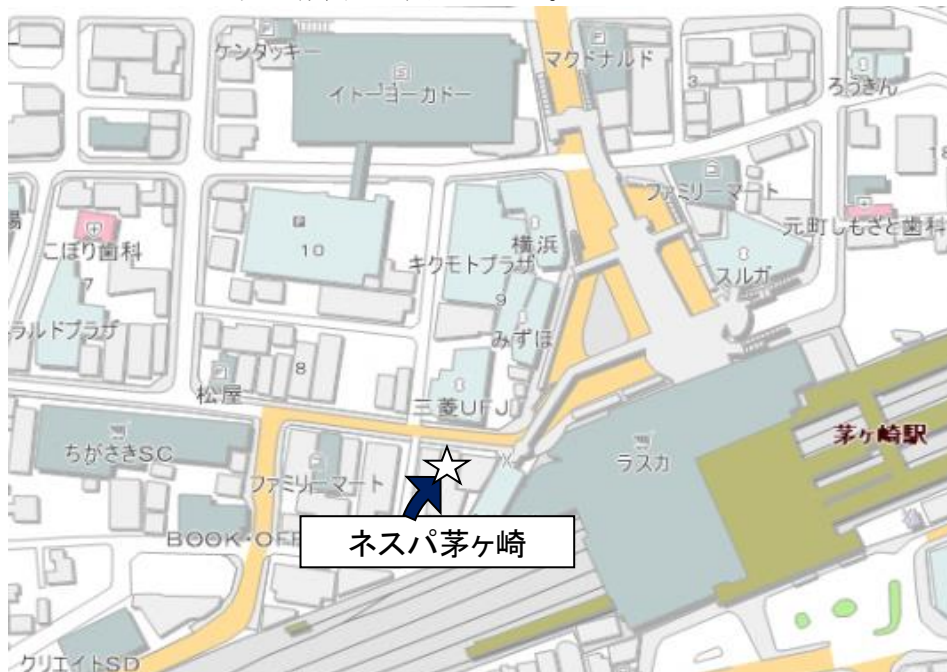 ケンタッキー
マクドナルド
イトーヨーカドー
3
ろうきん
ファミリーマート
こほり歯科
7
10
キクモトプラザ
横浜
9
元町しもさと歯科
スルガ
ラルドプラザ
みずほ
松屋
8
三菱UFJ
茅ヶ崎駅
ちがさきSC
ファミリーマート
ラスカ
BOOK・OFF
ネスパ茅ヶ崎
クリエイトSD